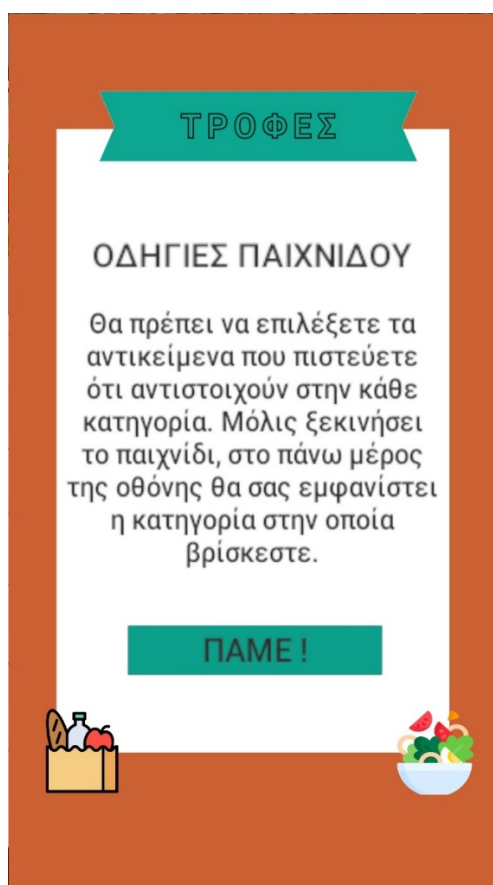 ΤΡΟΦΕΣ
ΟΔΗΓΙΕΣ ΠΑΙΧΝΙΔΟΥ
Θα πρέπει να επιλέξετε τα
αντικείμενα που πιστεύετε
ότι αντιστοιχούν στην κάθε
κατηγορία. Μόλις ξεκινήσει
το παιχνίδι, στο πάνω μέρος
της οθόνης θα σας εμφανίστει
η κατηγορία στην οποία
βρίσκεστε.
ΠΑΜΕ !